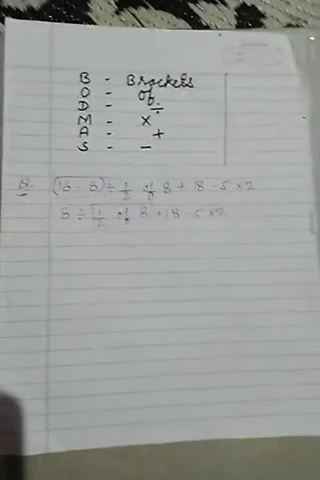 B - Brackets
O - Of
D - ÷
M - ×
A - +
S - -
Q. (16 - 8) ÷ 1/2 of 8 + 18 - 5 × 2
8 ÷ 1/2 of 8 + 18 - 5 × 2